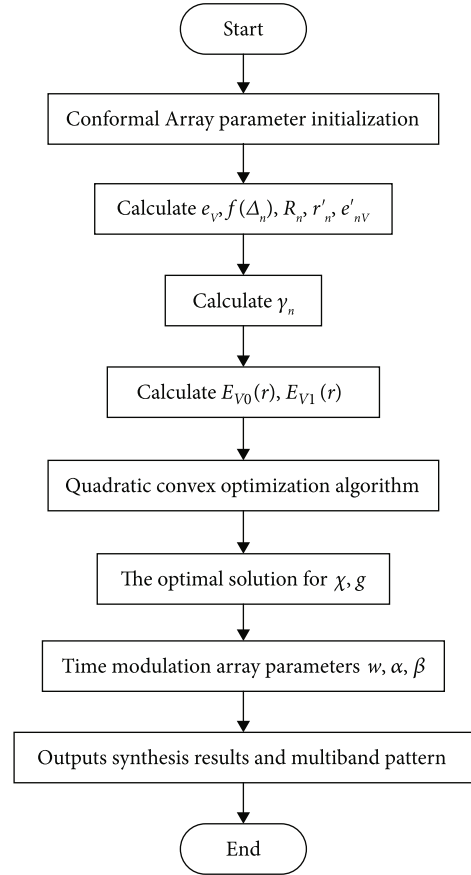 Start
Conformal Array parameter initialization
Calculate e_V, f(Δ_n), R_n, r′_n, e′_nV
Calculate γ_n
Calculate E_V0(r), E_V1(r)
Quadratic convex optimization algorithm
The optimal solution for χ, g
Time modulation array parameters w, α, β
Outputs synthesis results and multiband pattern
End